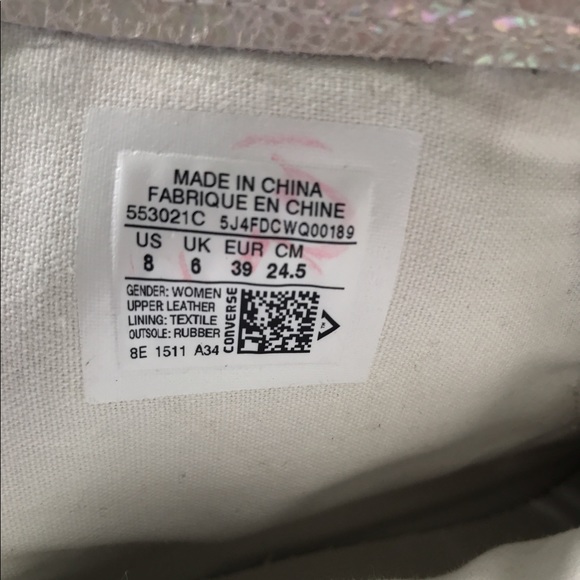 MADE IN CHINA
FABRIQUE EN CHINE
553021C 5J4FDCWQ00189
US UK EUR CM
8 6 39 24.5
GENDER: WOMEN
UPPER: LEATHER
LINING: TEXTILE
OUTSOLE: RUBBER
8E 1511 A34
CONVERSE